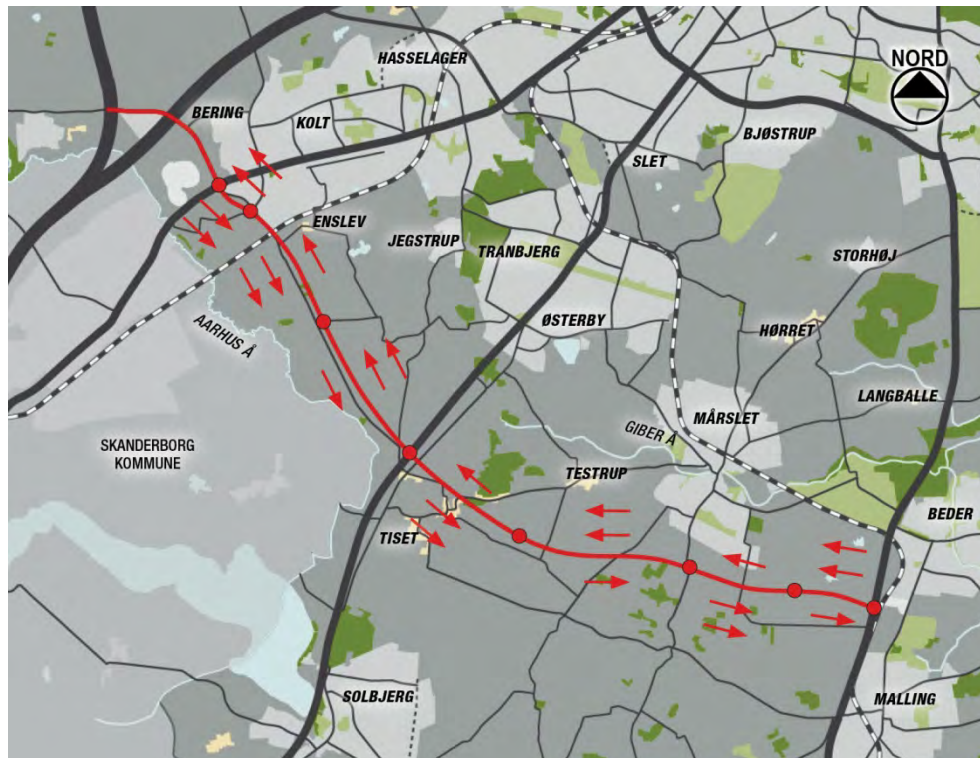 HASSELAGER
NORD
BERING
KOLT
BJØSTRUP
SLET
ENSLEV
JEGSTRUP
TRANBJERG
STORHØJ
AARHUS Å
ØSTERBY
HØRRET
LANGBALLE
MÅRSLET
GIBER Å
SKANDERBORG
KOMMUNE
TESTRUP
BEDER
TISET
SOLBJERG
MALLING